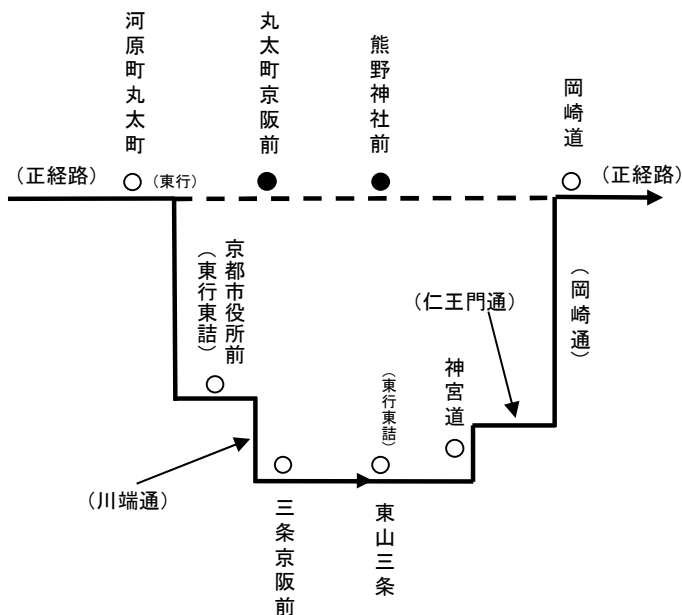 河原町丸太町
丸太町京阪前
熊野神社前
岡崎道
（正経路）
（東行）
（正経路）
京都市役所前
（東行東詰）
（仁王門通）
（岡崎通）
（東行東詰）
神宮道
（川端通）
三条京阪前
東山三条